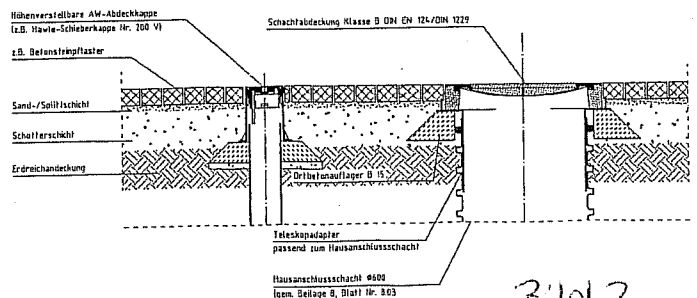 Höhenverstellbare AW-Abdeckkappe
(z.B. Hawle-Schieberkappe Nr. 200 V)
z.B. Betonsteinpflaster
Sand-/Splittschicht
Schotterschicht
Erdreichandeckung
Schachtabdeckung Klasse B DIN EN 124/DIN 1229
Ortbetonauflager B 15
Teleskopadapter
passend zum Hausanschlussschacht
Hausanschlussschacht ø600
(gem. Beilage 8, Blatt Nr. 3.03